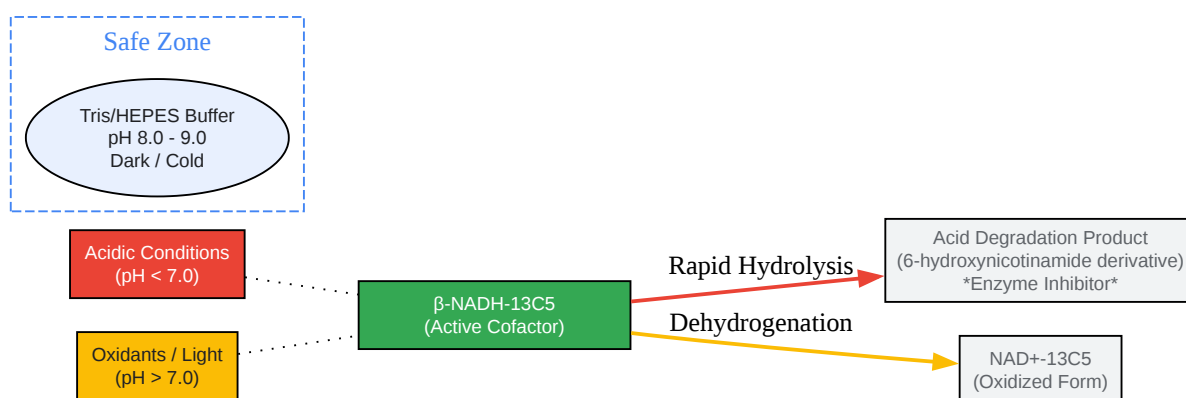 Safe Zone
Tris/HEPES Buffer
pH 8.0 - 9.0
Dark / Cold
Acidic Conditions
(pH < 7.0)
Oxidants / Light
(pH > 7.0)
β-NADH-13C5
(Active Cofactor)
Rapid Hydrolysis
Dehydrogenation
Acid Degradation Product
(6-hydroxynicotinamide derivative)
*Enzyme Inhibitor*
NAD+-13C5
(Oxidized Form)